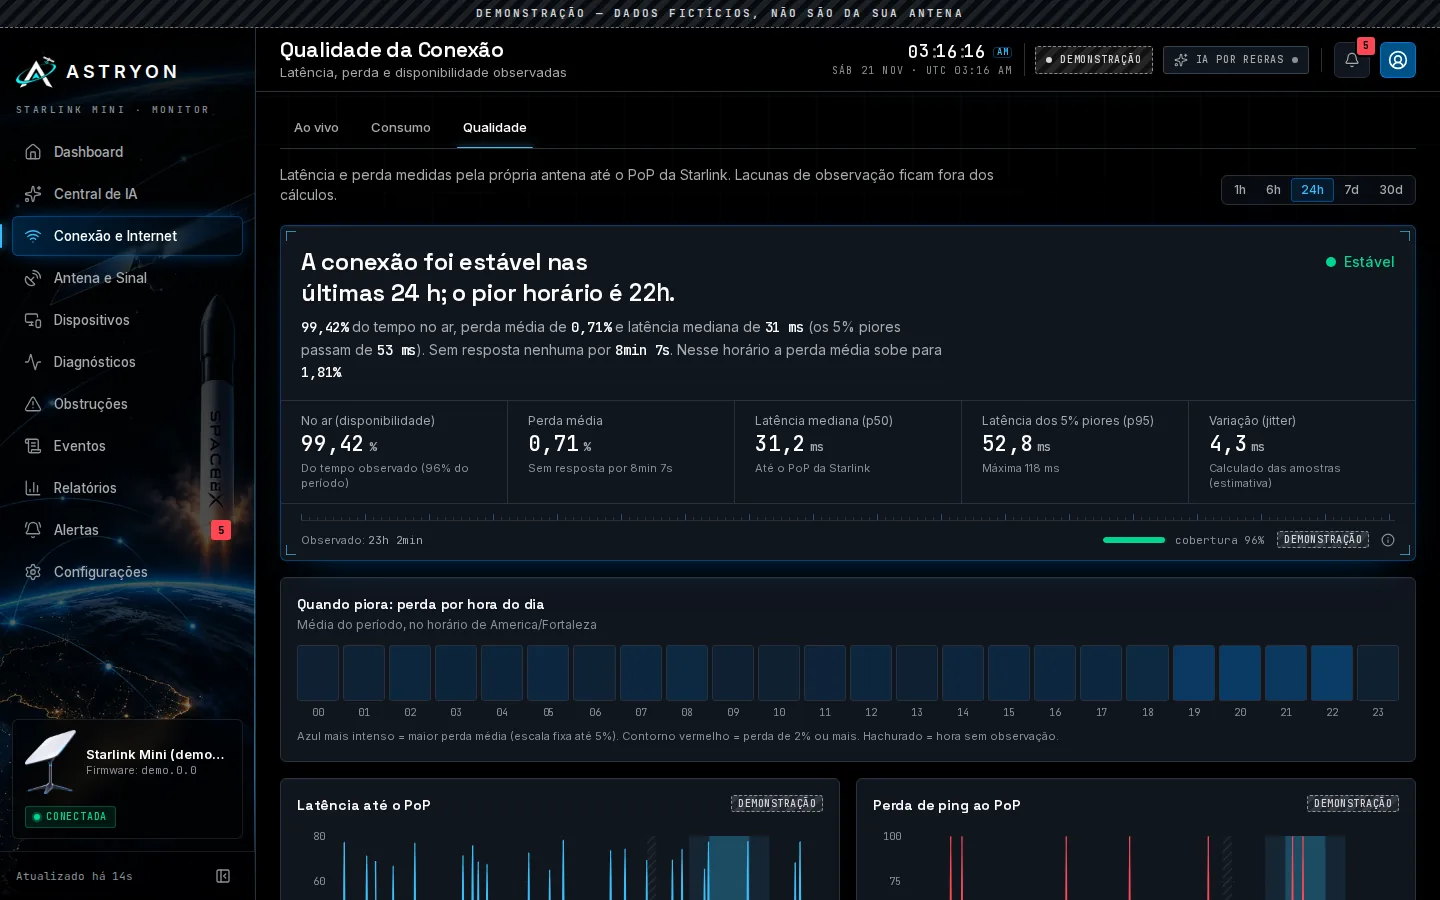 DEMONSTRAÇÃO — DADOS FICTÍCIOS, NÃO SÃO DA SUA ANTENA
ASTRYON
STARLINK MINI · MONITOR
Dashboard
Central de IA
Conexão e Internet
Antena e Sinal
Dispositivos
Diagnósticos
Obstruções
Eventos
Relatórios
Alertas
5
Configurações
SPACEX
Starlink Mini (demo…
Firmware: demo.0.0
CONECTADA
Atualizado há 14s
Qualidade da Conexão
Latência, perda e disponibilidade observadas
03:16:16 AM
SÁB 21 NOV · UTC 03:16 AM
DEMONSTRAÇÃO
IA POR REGRAS
5
Ao vivo
Consumo
Qualidade
Latência e perda medidas pela própria antena até o PoP da Starlink. Lacunas de observação ficam fora dos
cálculos.
1h 6h 24h 7d 30d
A conexão foi estável nas
últimas 24 h; o pior horário é 22h.
Estável
99,42% do tempo no ar, perda média de 0,71% e latência mediana de 31 ms (os 5% piores
passam de 53 ms). Sem resposta nenhuma por 8min 7s. Nesse horário a perda média sobe para
1,81%
No ar (disponibilidade)
99,42 %
Do tempo observado (96% do
período)
Perda média
0,71 %
Sem resposta por 8min 7s
Latência mediana (p50)
31,2 ms
Até o PoP da Starlink
Latência dos 5% piores (p95)
52,8 ms
Máxima 118 ms
Variação (jitter)
4,3 ms
Calculado das amostras
(estimativa)
Observado: 23h 2min
cobertura 96%
DEMONSTRAÇÃO
Quando piora: perda por hora do dia
Média do período, no horário de America/Fortaleza
00 01 02 03 04 05 06 07 08 09 10 11 12 13 14 15 16 17 18 19 20 21 22 23
Azul mais intenso = maior perda média (escala fixa até 5%). Contorno vermelho = perda de 2% ou mais. Hachurado = hora sem observação.
Latência até o PoP
DEMONSTRAÇÃO
80
60
Perda de ping ao PoP
DEMONSTRAÇÃO
100
75